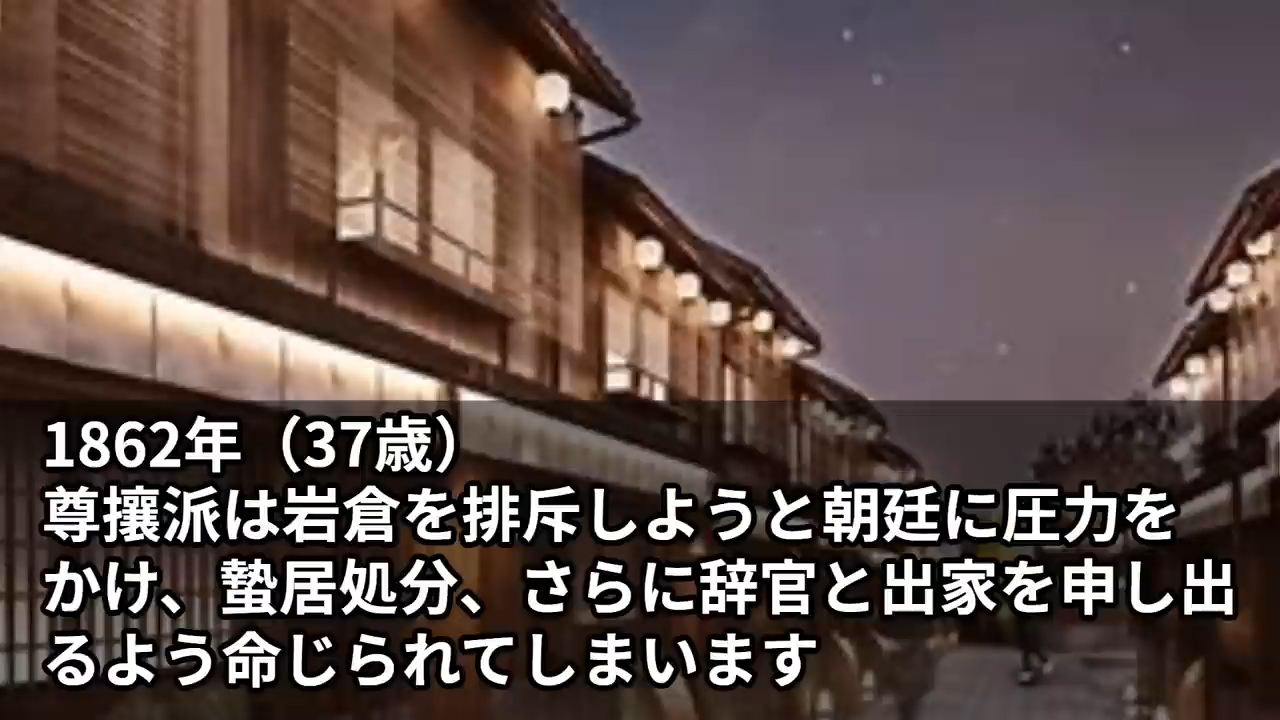 1862年（37歳）
尊攘派は岩倉を排斥しようと朝廷に圧力を
かけ、蟄居処分、さらに辞官と出家を申し出
るよう命じられてしまいます